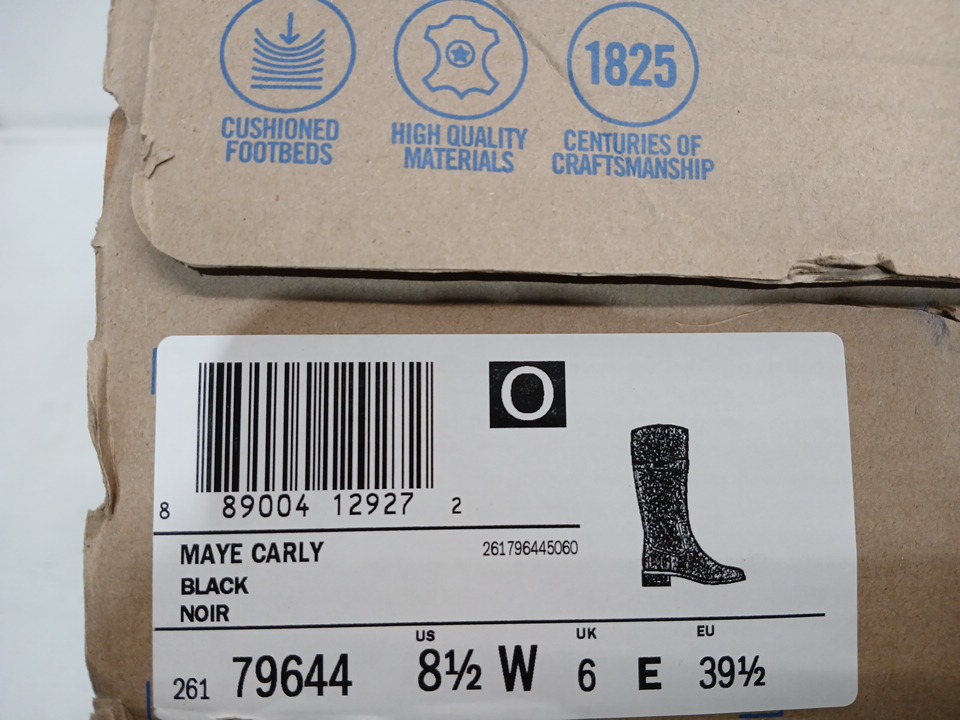 1825
CUSHIONED
FOOTBEDS
HIGH QUALITY
MATERIALS
CENTURIES OF
CRAFTSMANSHIP
O
8 89004 12927 2
MAYE CARLY
261796445060
BLACK
NOIR
US UK EU
261 79644 8½ W 6 E 39½